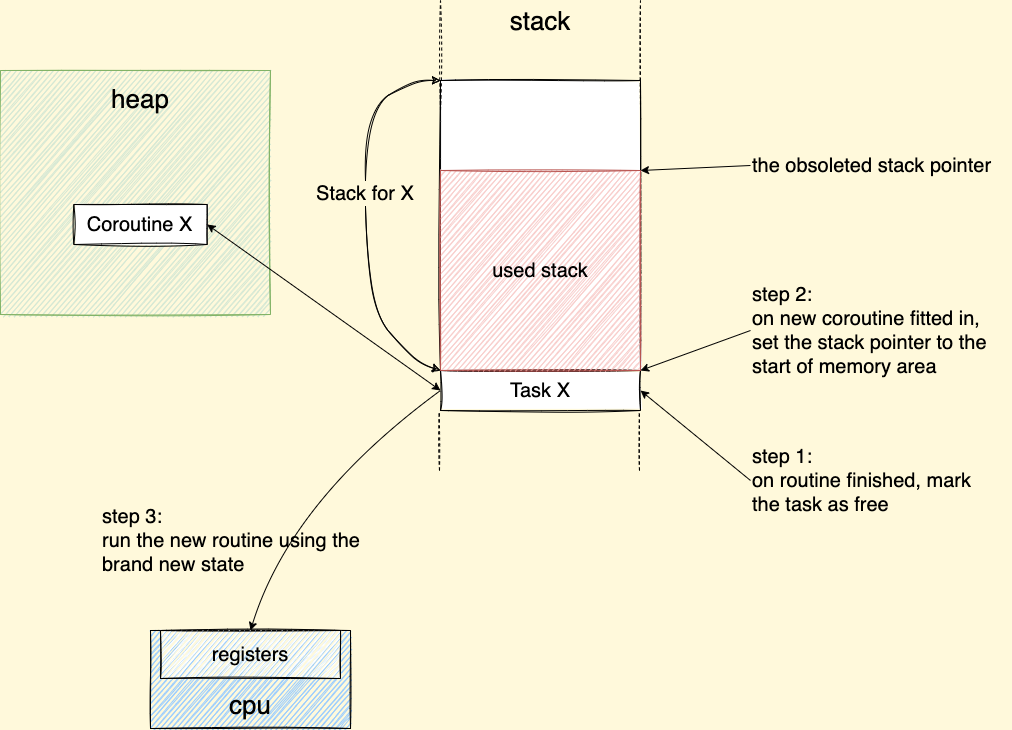 stack
heap
the obsoleted stack pointer
Stack for X
Coroutine X
used stack
step 2:
on new coroutine fitted in,
set the stack pointer to the
start of memory area
Task X
step 1:
on routine finished, mark
the task as free
step 3:
run the new routine using the
brand new state
registers
cpu